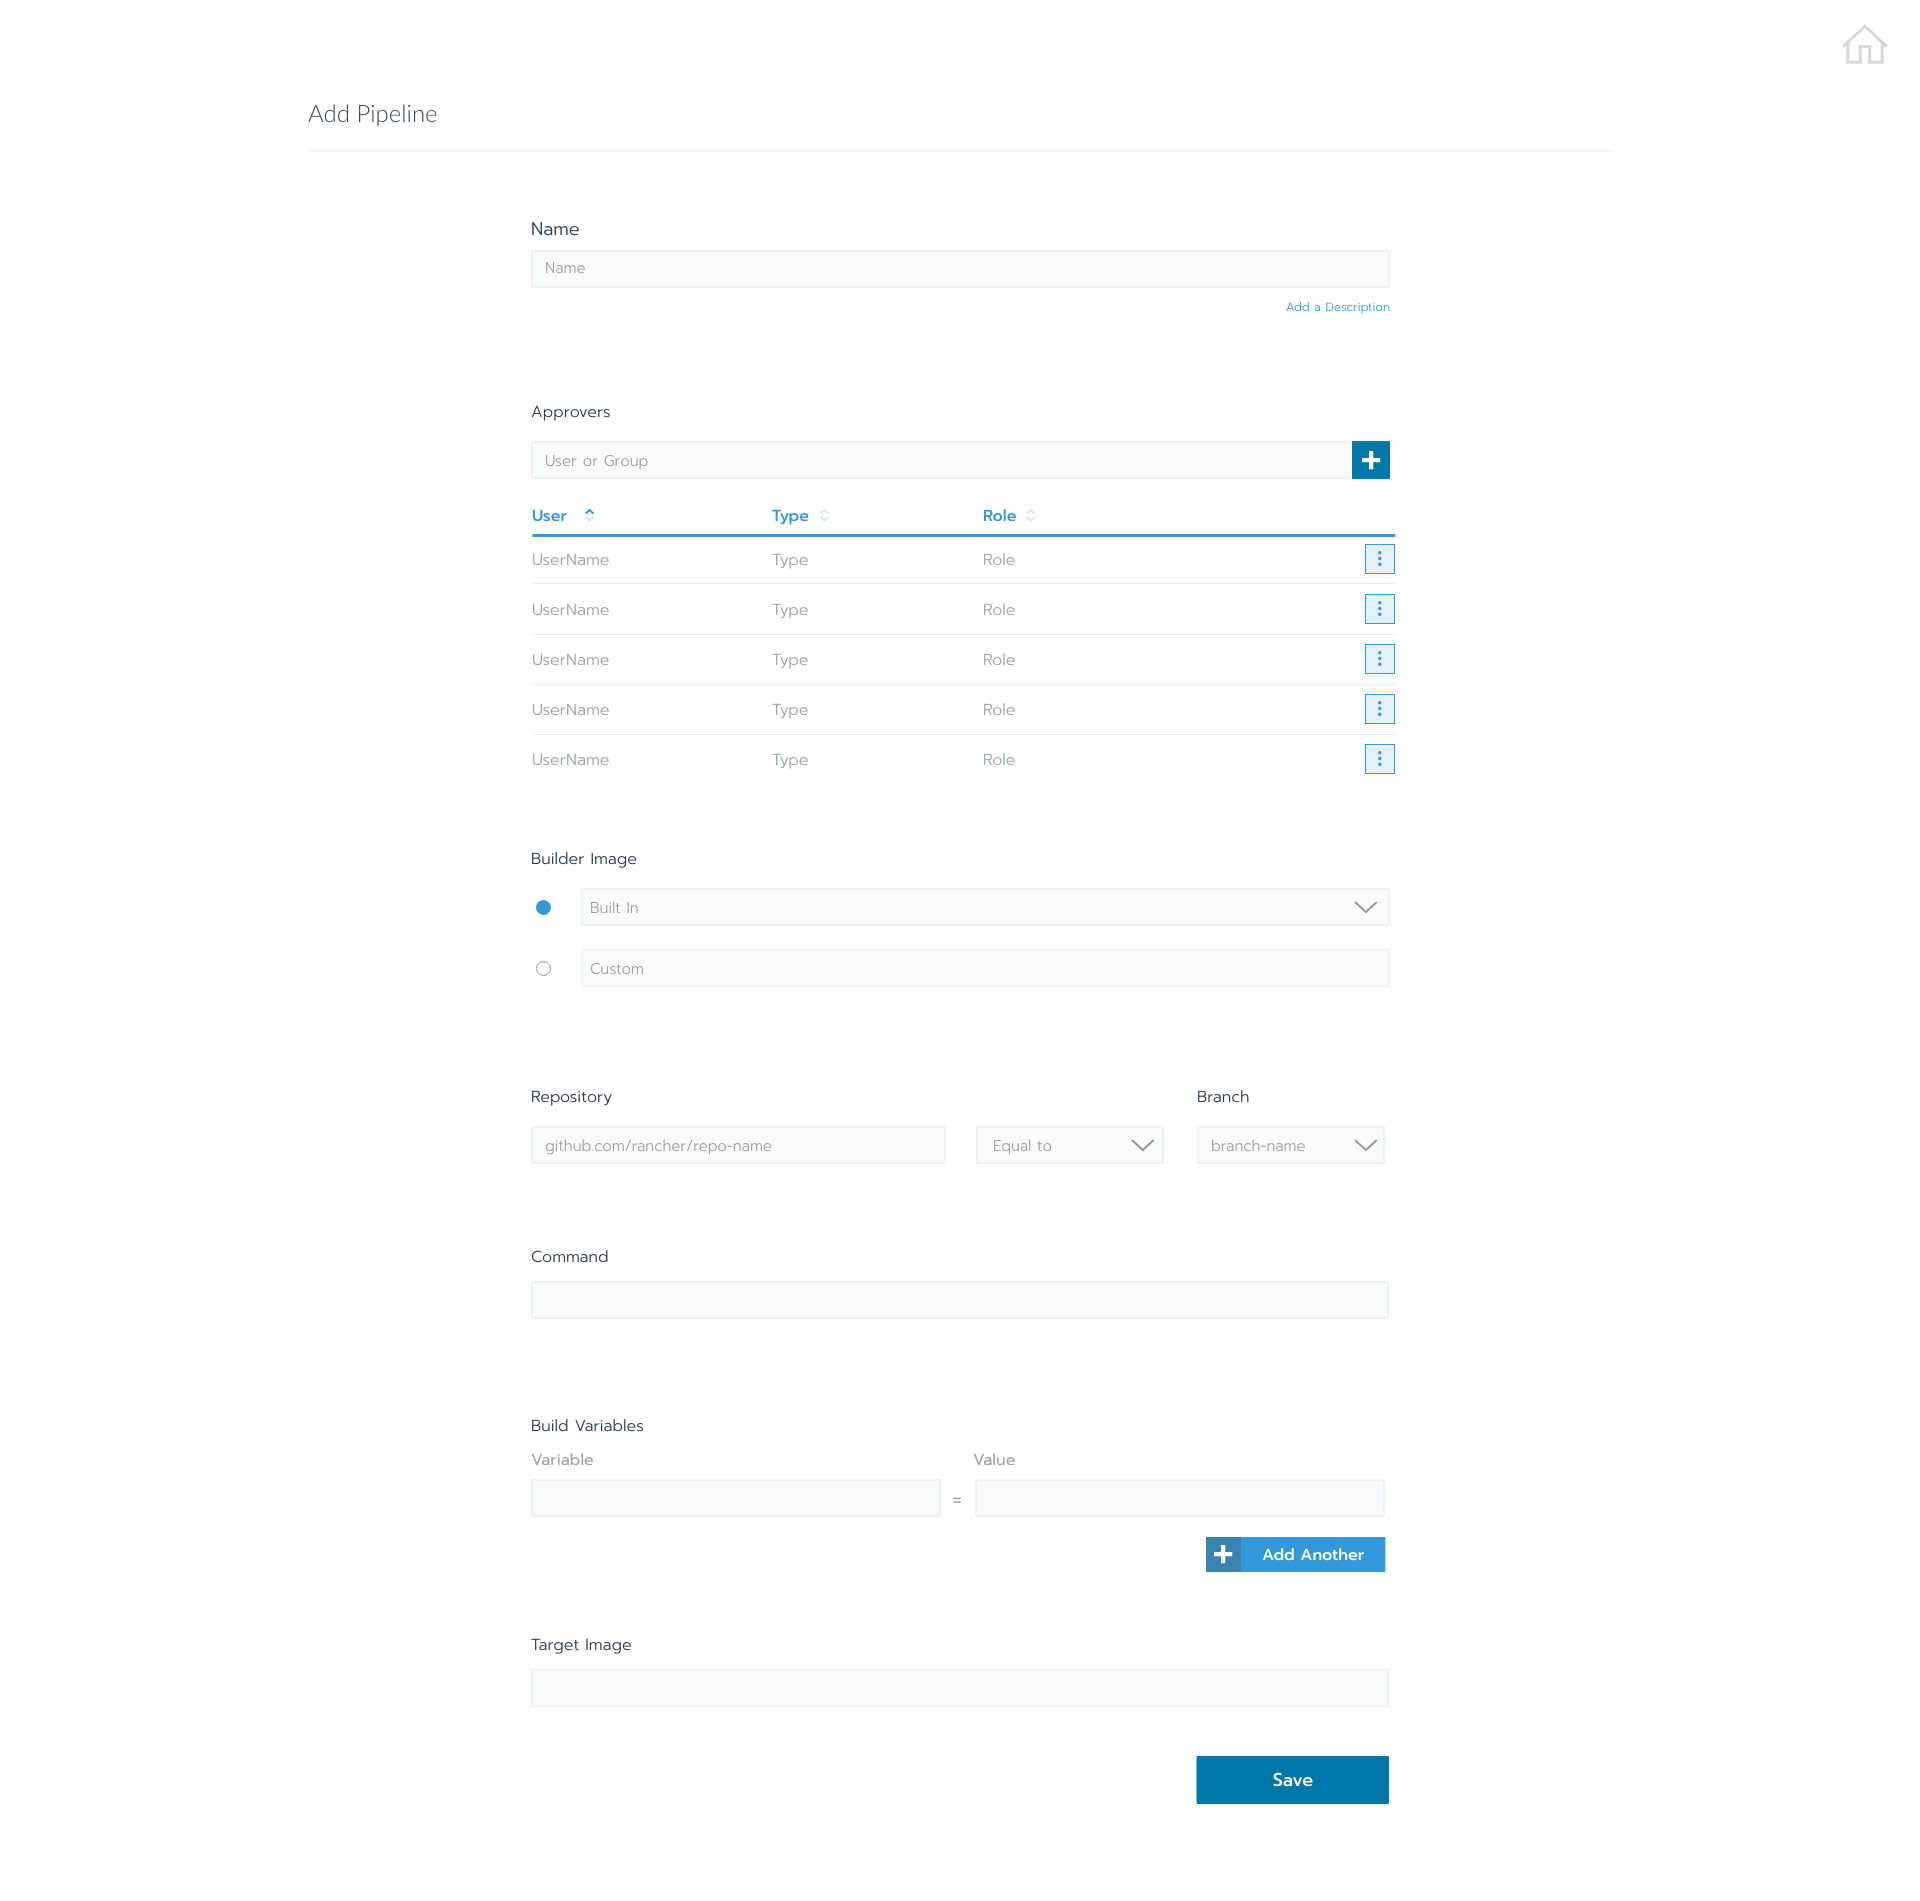 Add Pipeline
Name
Name
Add a Description
Approvers
User or Group
User Type Role
UserName Type Role
UserName Type Role
UserName Type Role
UserName Type Role
UserName Type Role
Builder Image
Built In
Custom
Repository Branch
github.com/rancher/repo-name Equal to branch-name
Command
Build Variables
Variable Value
=
Add Another
Target Image
Save